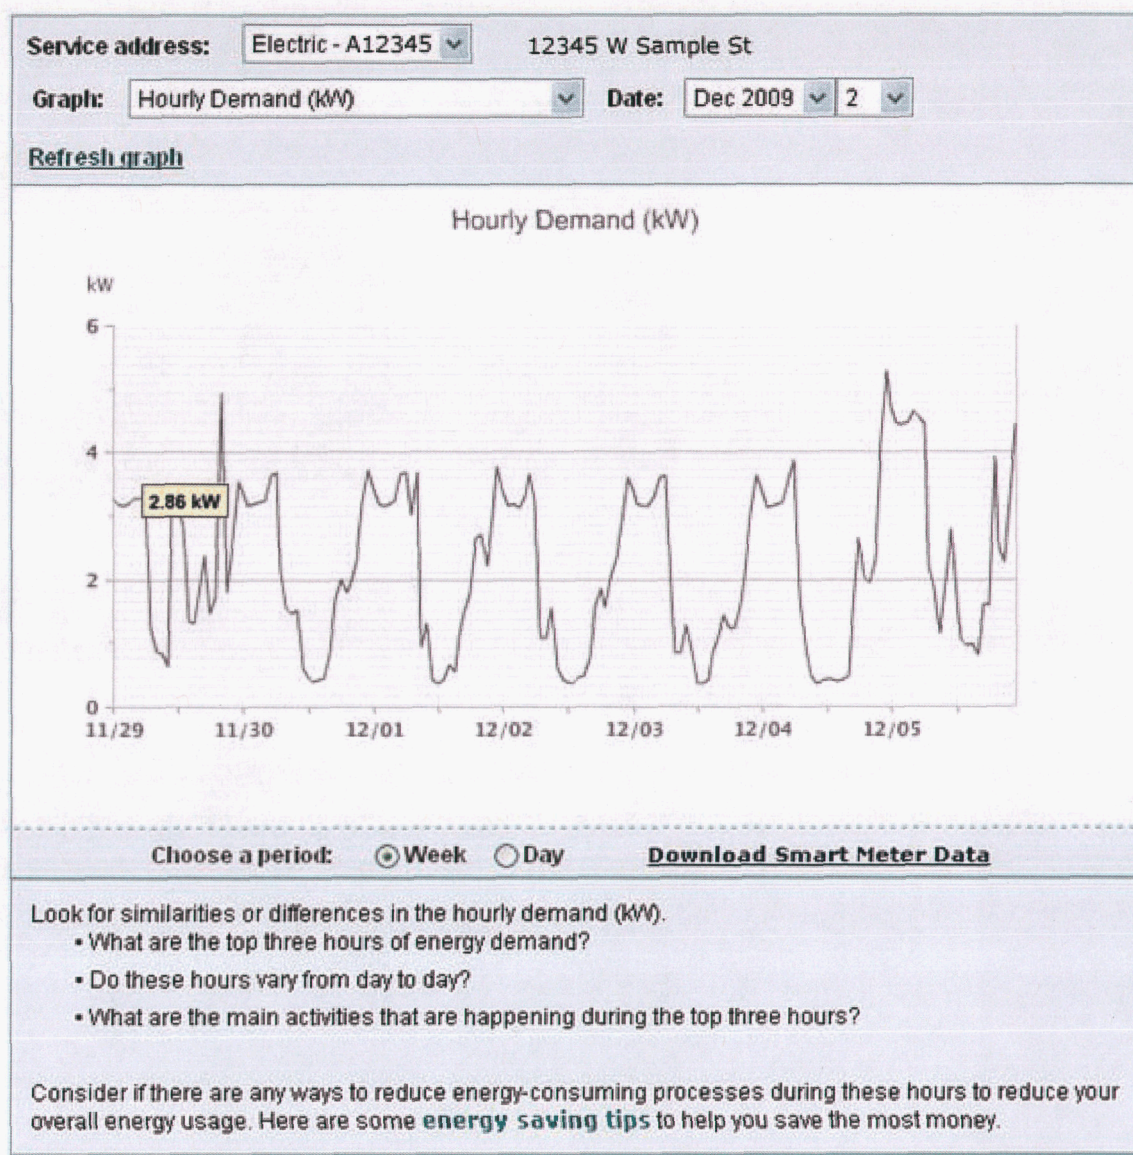 Service address: Electric - A12345 12345 W Sample St
Graph: Hourly Demand (kW) Date: Dec 2009 2
Refresh graph
Hourly Demand (kW)
kW
6
4
2.86 kW
2
0
11/29 11/30 12/01 12/02 12/03 12/04 12/05
Choose a period: Week Day Download Smart Meter Data
Look for similarities or differences in the hourly demand (kW).
• What are the top three hours of energy demand?
• Do these hours vary from day to day?
• What are the main activities that are happening during the top three hours?
Consider if there are any ways to reduce energy-consuming processes during these hours to reduce your
overall energy usage. Here are some energy saving tips to help you save the most money.